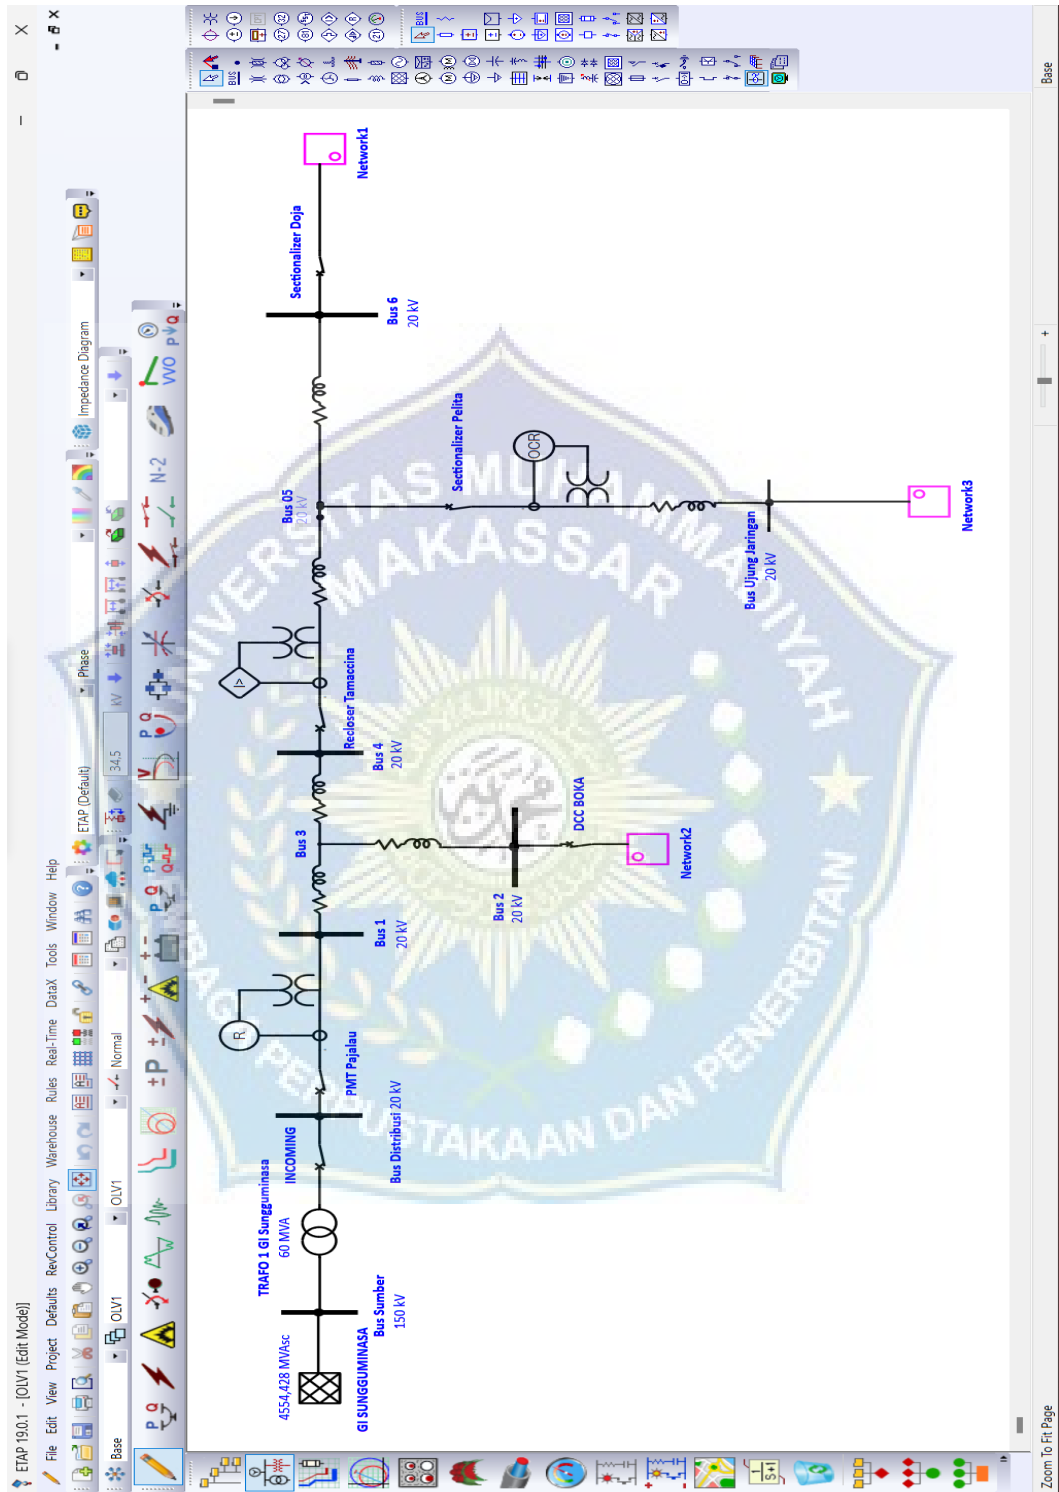 ETAP 19.0.1 - [OLV1 (Edit Mode)]
File Edit View Project Defaults RevControl Library Warehouse Rules Real-Time DataX Tools Window Help
ETAP (Default)
Phase
Impedance Diagram
Base
OLV1
OLV1
Normal
34,5
kV
N-2
VVO
4554,428 MVAsc
GI SUNGGUMINASA
Bus Sumber
150 kV
TRAFO 1 GI Sungguminasa
60 MVA
INCOMING
Bus Distribusi 20 kV
PMT Pajalau
R
Bus 1
20 kV
Bus 3
Bus 2
20 kV
DCC BOKA
Network2
Bus 4
20 kV
Recloser Tamaccina
I>
Bus 05
20 kV
Sectionalizer Pelita
OCR
Bus Ujung Jaringan
20 kV
Network3
Bus 6
20 kV
Sectionalizer Doja
Network1
UNIVERSITAS MUHAMMADIYAH
MAKASSAR
PERPUSTAKAAN DAN PENERBITAN
Zoom To Fit Page
Base